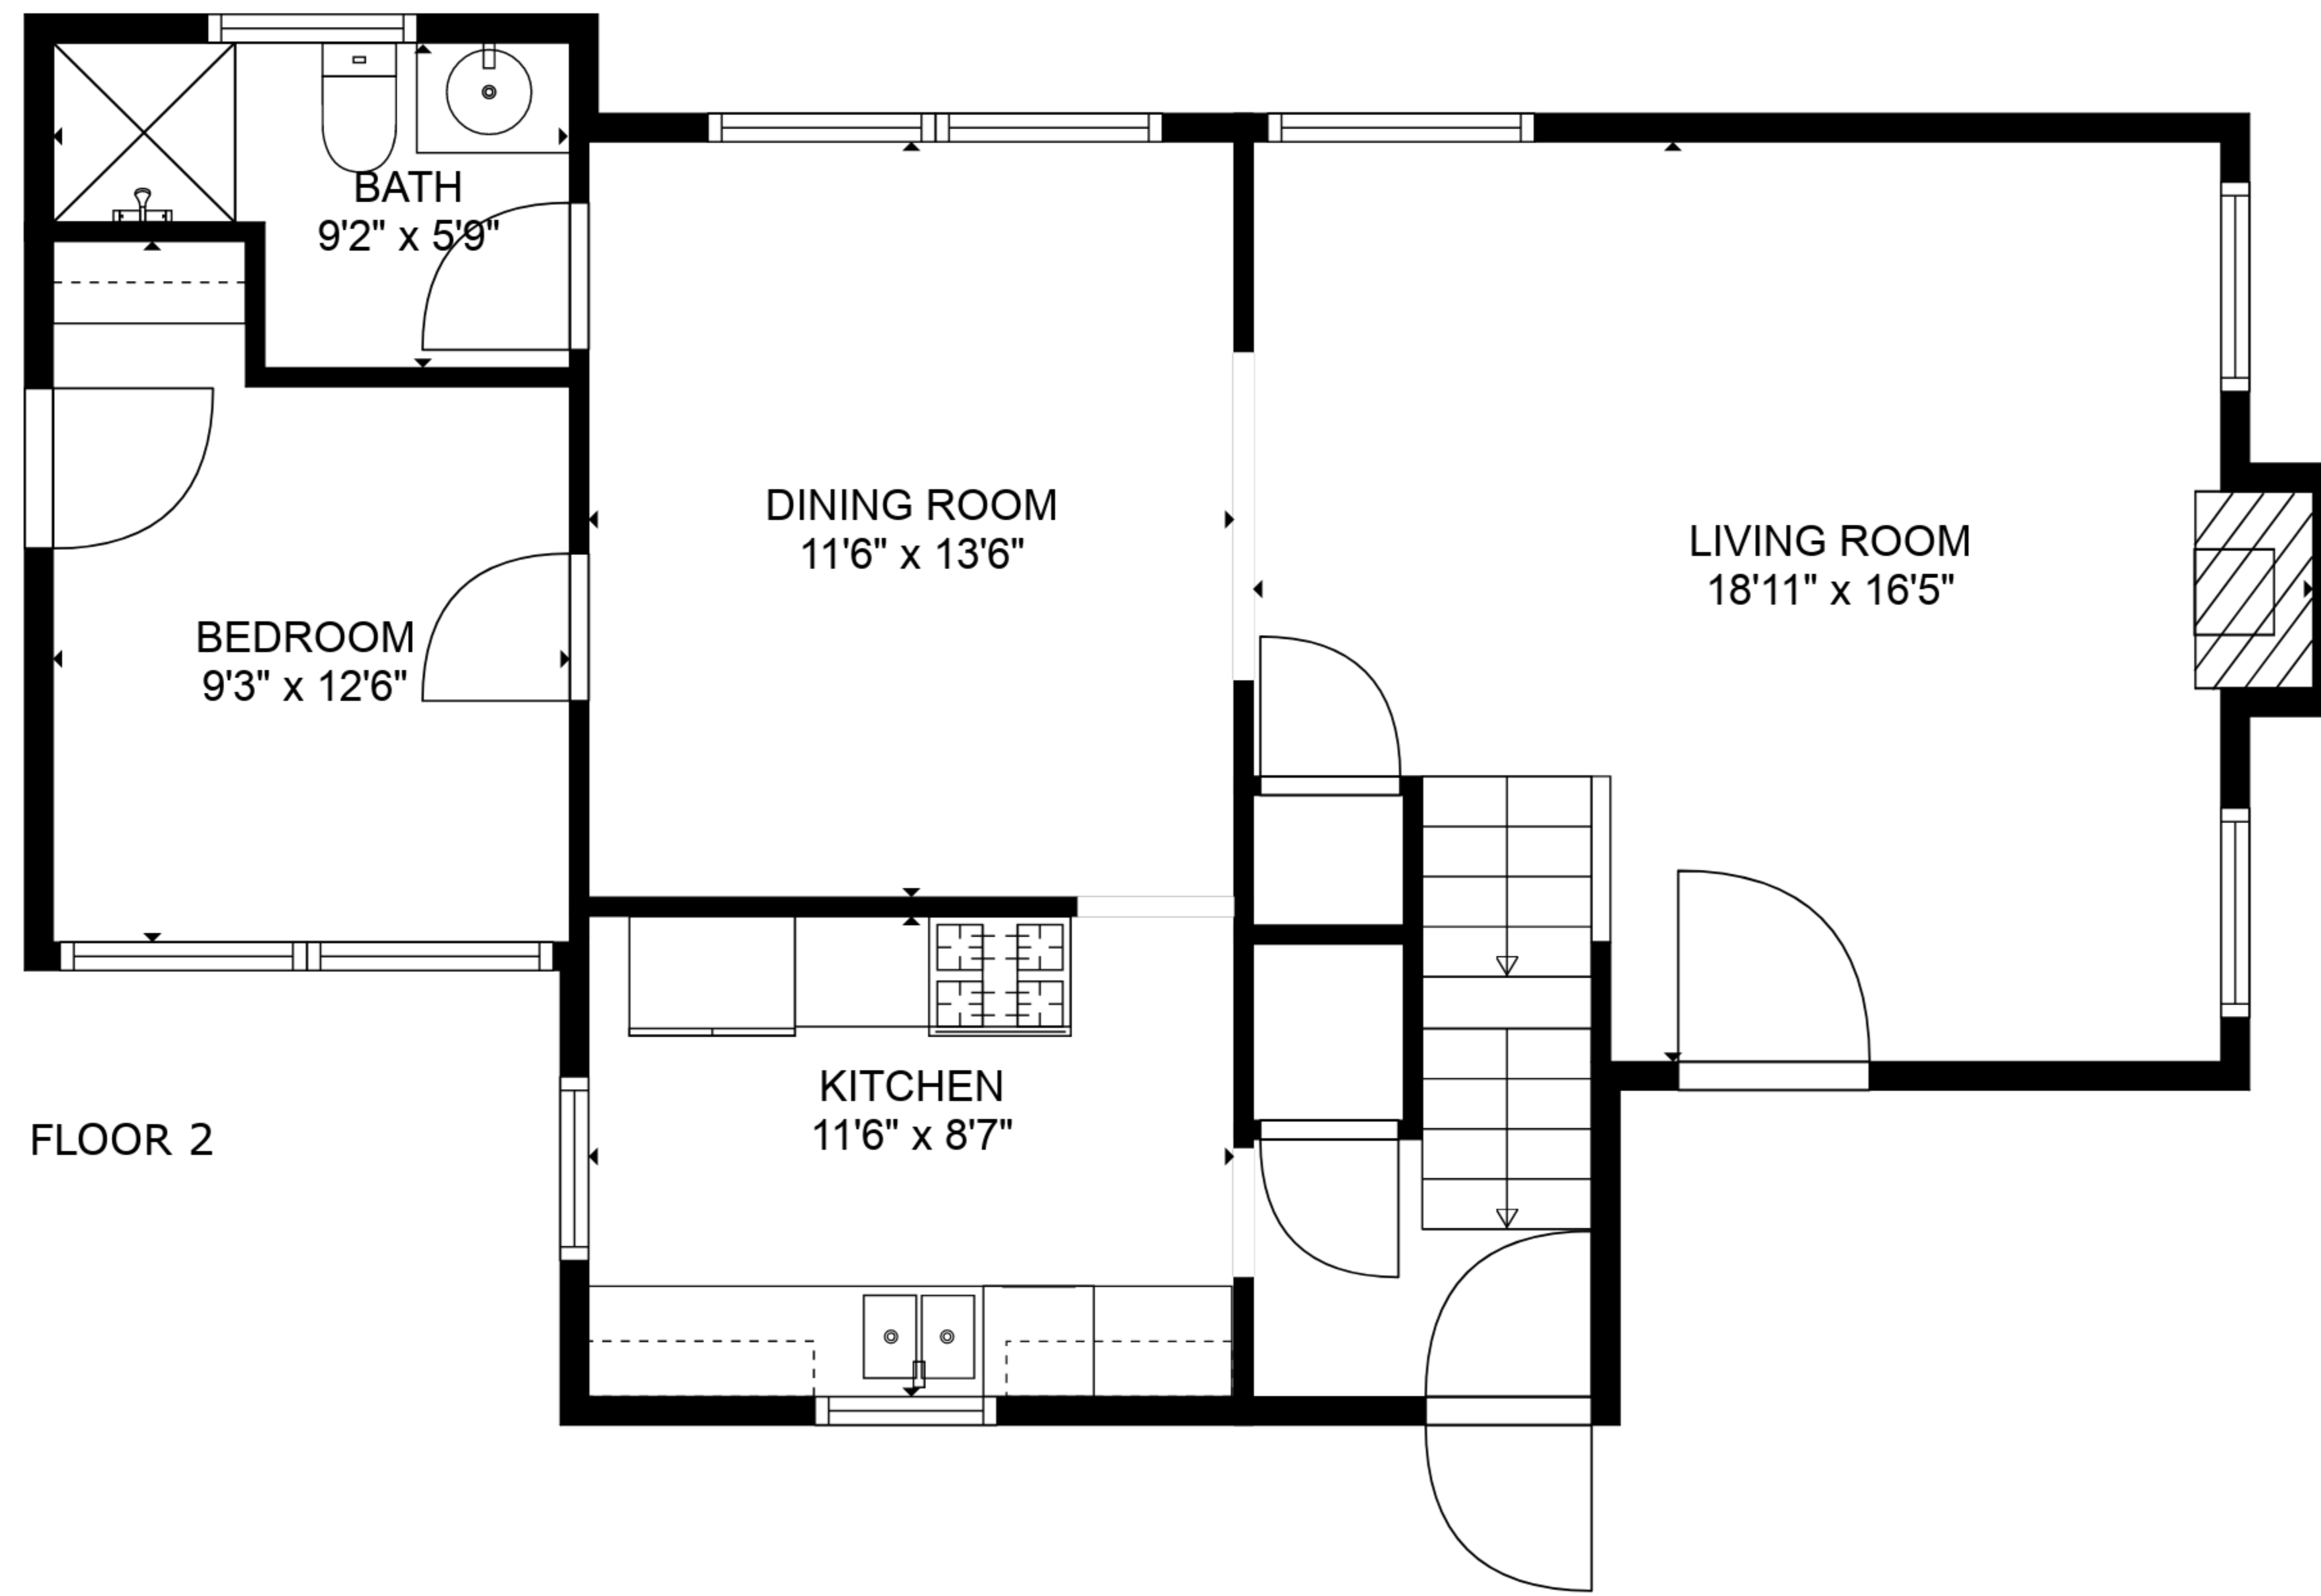 BATH
9'2" x 5'9"
DINING ROOM
11'6" x 13'6"
LIVING ROOM
18'11" x 16'5"
BEDROOM
9'3" x 12'6"
KITCHEN
11'6" x 8'7"
FLOOR 2